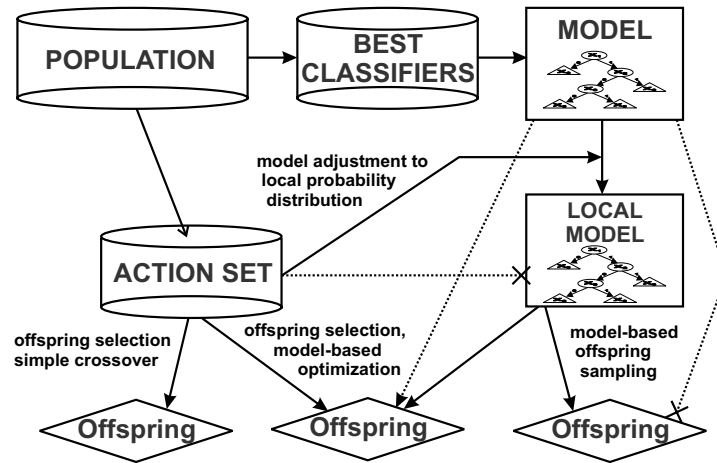 POPULATION
BEST
CLASSIFIERS
MODEL
model adjustment to
local probability
distribution
LOCAL
MODEL
ACTION SET
offspring selection
simple crossover
offspring selection,
model-based
optimization
model-based
offspring
sampling
Offspring
Offspring
Offspring